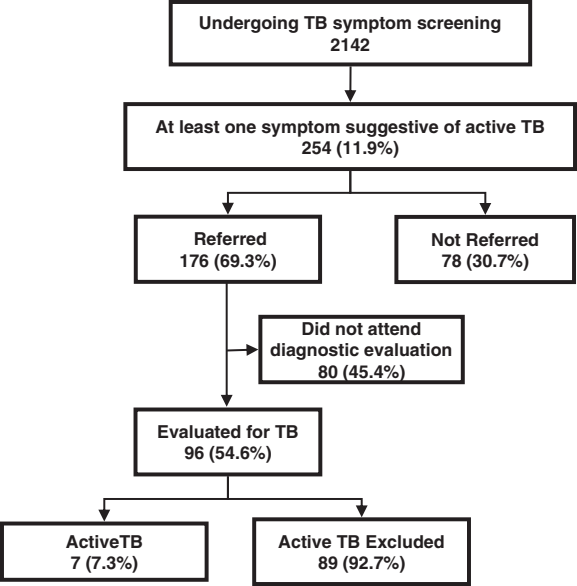 Undergoing TB symptom screening
2142
At least one symptom suggestive of active TB
254 (11.9%)
Referred
176 (69.3%)
Not Referred
78 (30.7%)
Did not attend
diagnostic evaluation
80 (45.4%)
Evaluated for TB
96 (54.6%)
ActiveTB
7 (7.3%)
Active TB Excluded
89 (92.7%)